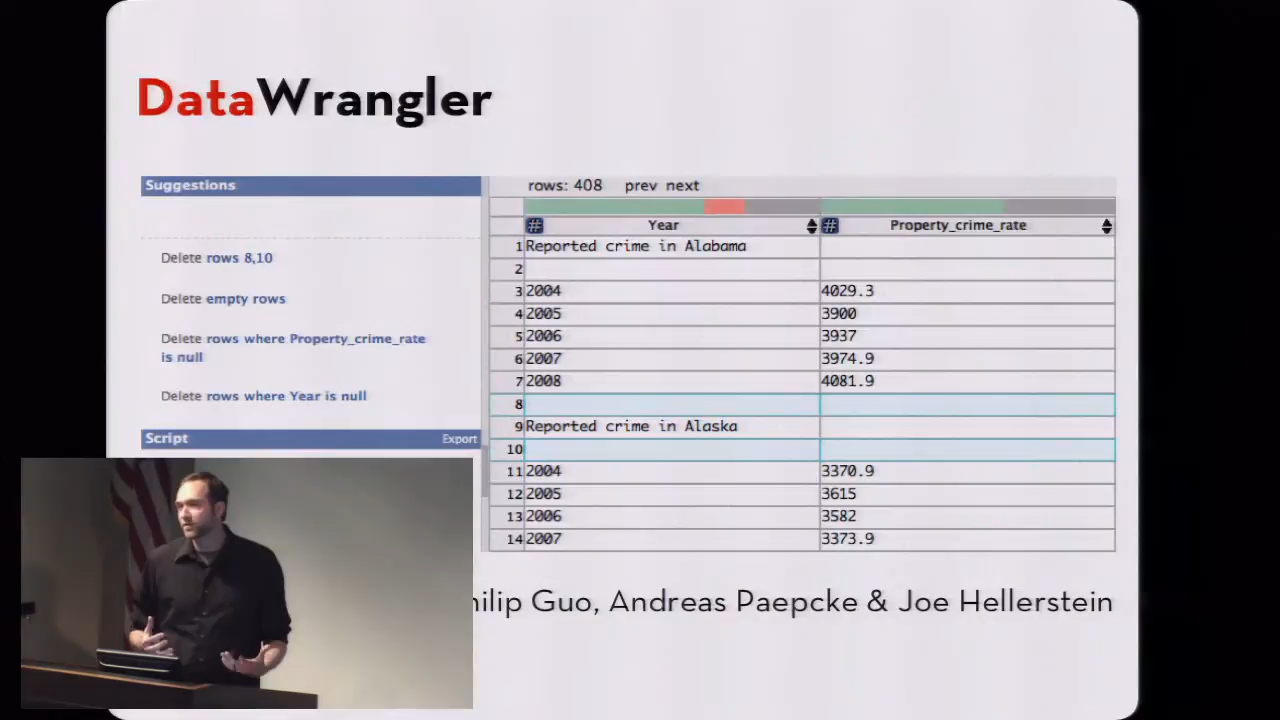 DataWrangler
Suggestions
Delete rows 8,10
Delete empty rows
Delete rows where Property_crime_rate
is null
Delete rows where Year is null
Script Export
rows: 408 prev next
# Year # Property_crime_rate
1 Reported crime in Alabama
2
3 2004 4029.3
4 2005 3900
5 2006 3937
6 2007 3974.9
7 2008 4081.9
8
9 Reported crime in Alaska
10
11 2004 3370.9
12 2005 3615
13 2006 3582
14 2007 3373.9
Guo, Andreas Paepcke & Joe Hellerstein